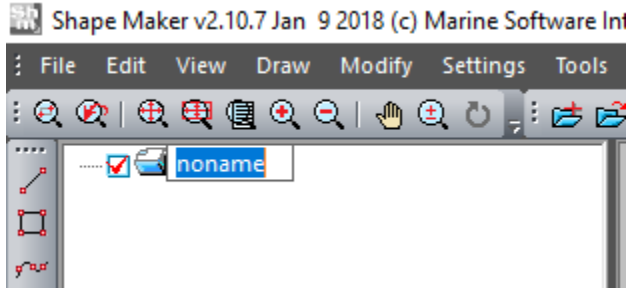 Shape Maker v2.10.7 Jan 9 2018 (c) Marine Software Int
File Edit View Draw Modify Settings Tools
noname